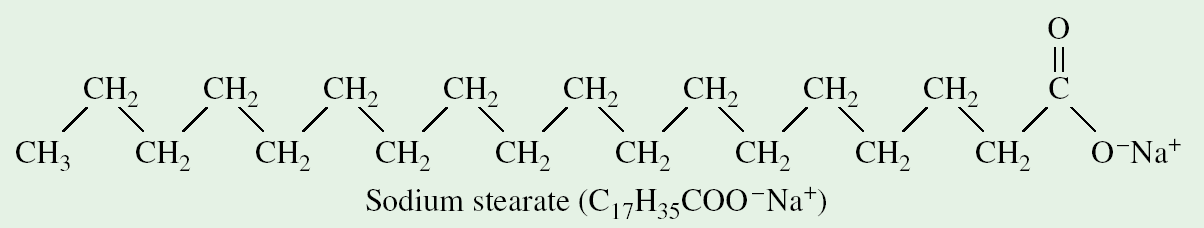 O
||
CH₂ CH₂ CH₂ CH₂ CH₂ CH₂ CH₂ CH₂ C
CH₃ CH₂ CH₂ CH₂ CH₂ CH₂ CH₂ CH₂ CH₂ O⁻Na⁺
Sodium stearate (C₁₇H₃₅COO⁻Na⁺)